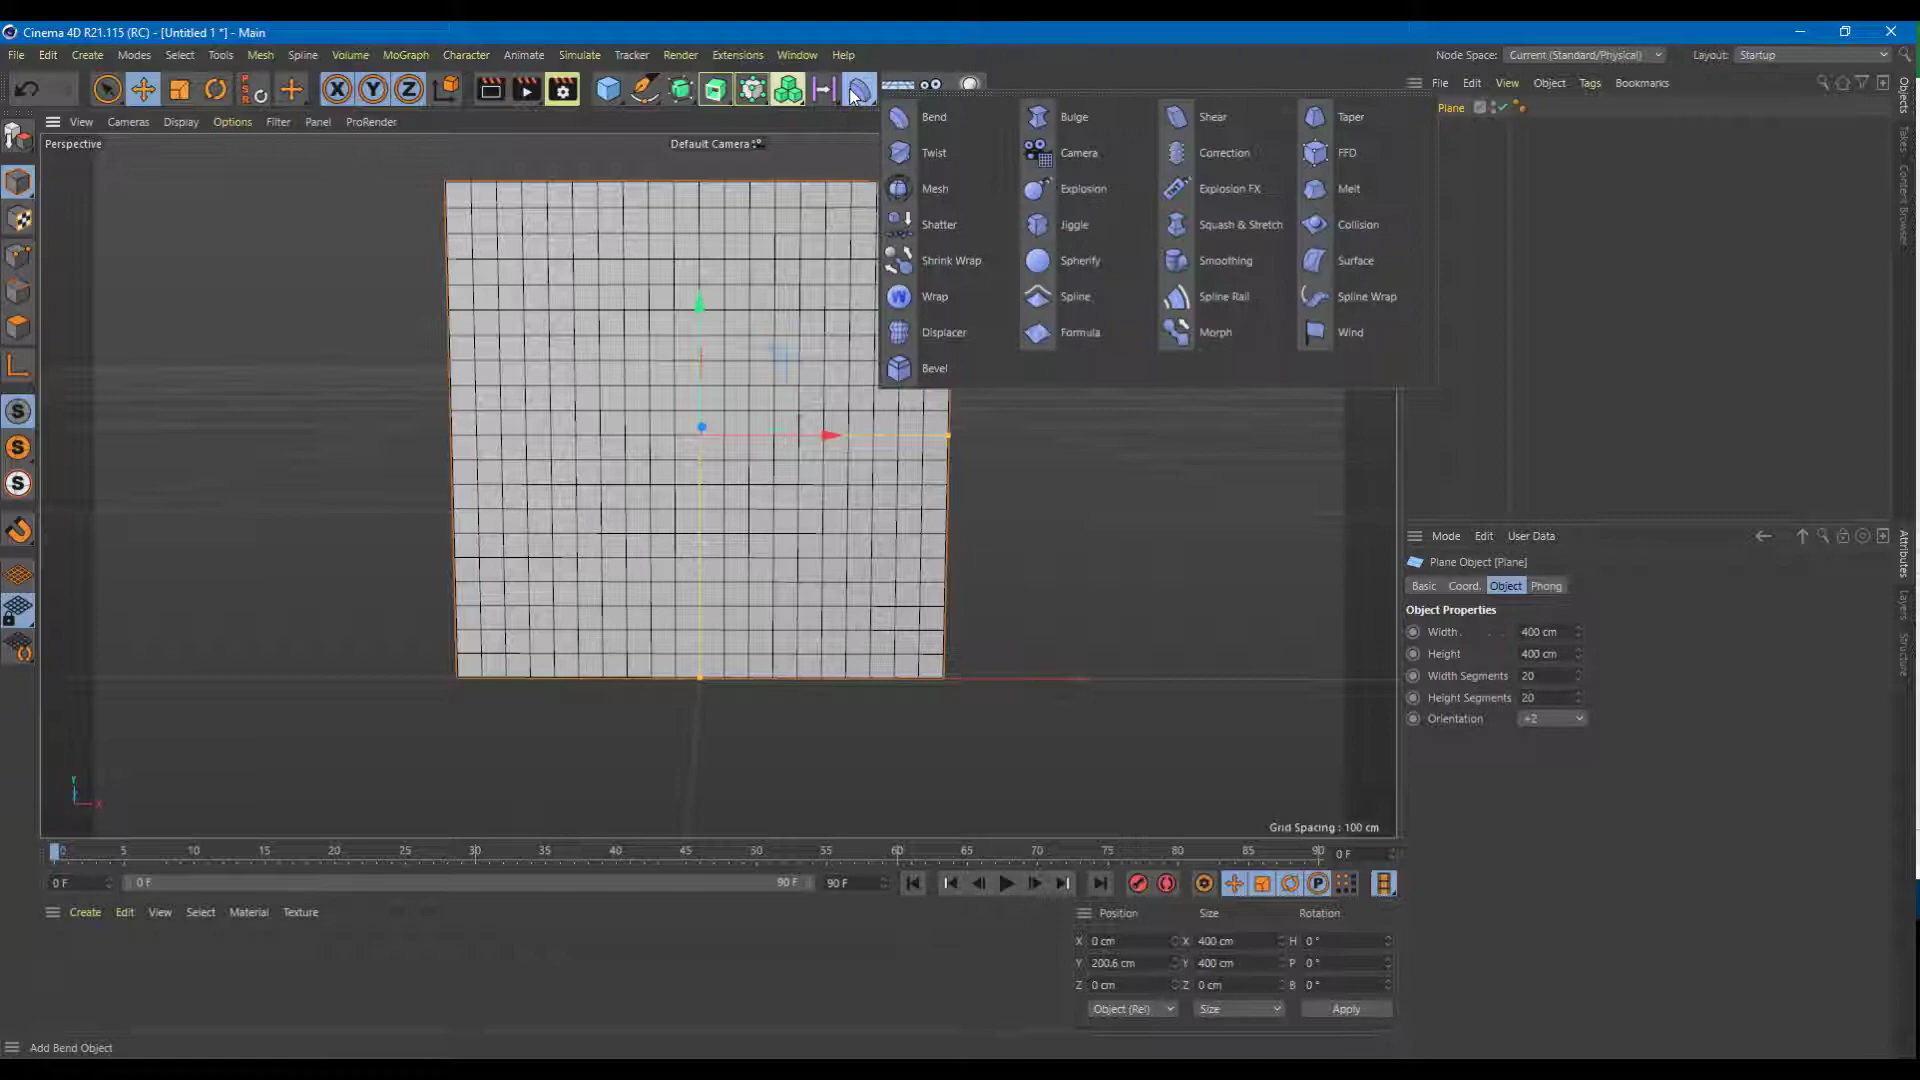 Cinema 4D R21.115 (RC) - [Untitled 1 *] - Main
File Edit Create Modes Select Tools Mesh Spline Volume MoGraph Character Animate Simulate Tracker Render Extensions Window Help
Node Space: Current (Standard/Physical) Layout: Startup
File Edit View Object Tags Bookmarks
View Cameras Display Options Filter Panel ProRender
Perspective
Default Camera
Bend Bulge Shear Taper
Twist Camera Correction FFD
Mesh Explosion Explosion FX Melt
Shatter Jiggle Squash & Stretch Collision
Shrink Wrap Spherify Smoothing Surface
Wrap Spline Spline Rail Spline Wrap
Displacer Formula Morph Wind
Bevel
Plane
Objects
Takes
Content Browser
Mode Edit User Data
Plane Object [Plane]
Basic Coord. Object Phong
Object Properties
Width 400 cm
Height 400 cm
Width Segments 20
Height Segments 20
Orientation +Z
Attributes
Layers
Structure
Y
X
Grid Spacing : 100 cm
0 5 10 15 20 25 30 35 40 45 50 55 60 65 70 75 80 85 90 0 F
0 F 0 F 90 F 90 F
Create Edit View Select Material Texture
Position Size Rotation
X 0 cm X 400 cm H 0 °
Y 200.6 cm Y 400 cm P 0 °
Z 0 cm Z 0 cm B 0 °
Object (Rel) Size Apply
Add Bend Object